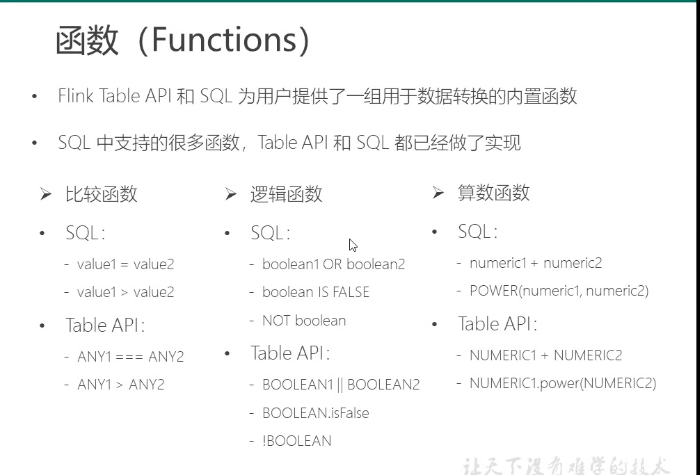 函数（Functions）
• Flink Table API 和 SQL 为用户提供了一组用于数据转换的内置函数
• SQL 中支持的很多函数，Table API 和 SQL 都已经做了实现
➢ 比较函数
• SQL：
- value1 = value2
- value1 > value2
• Table API：
- ANY1 === ANY2
- ANY1 > ANY2
➢ 逻辑函数
• SQL：
- boolean1 OR boolean2
- boolean IS FALSE
- NOT boolean
• Table API：
- BOOLEAN1 || BOOLEAN2
- BOOLEAN.isFalse
- !BOOLEAN
➢ 算数函数
• SQL：
- numeric1 + numeric2
- POWER(numeric1, numeric2)
• Table API：
- NUMERIC1 + NUMERIC2
- NUMERIC1.power(NUMERIC2)
让天下没有难学的技术